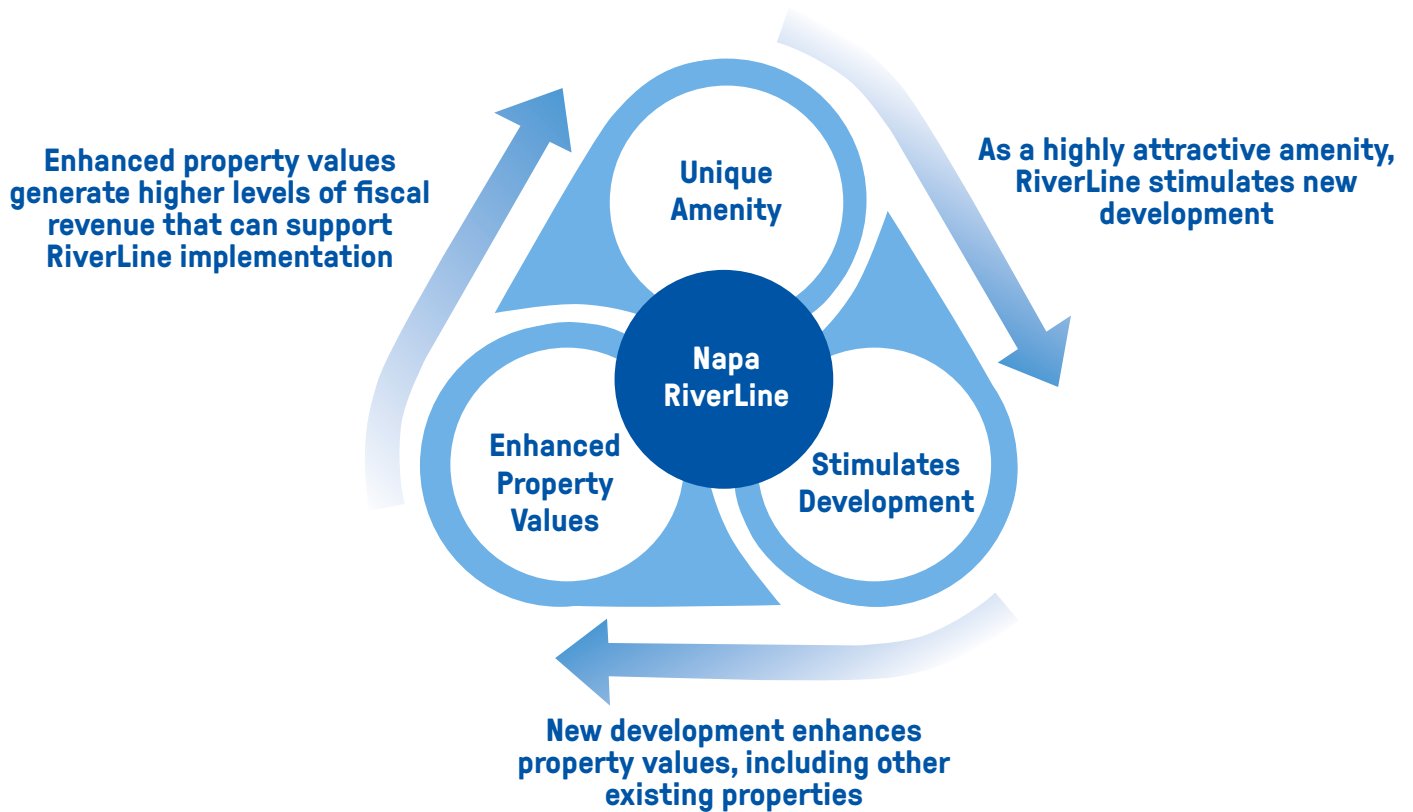 Unique
Amenity
As a highly attractive amenity,
RiverLine stimulates new
development
Stimulates
Development
New development enhances
property values, including other
existing properties
Enhanced
Property
Values
Enhanced property values
generate higher levels of fiscal
revenue that can support
RiverLine implementation
Napa
RiverLine